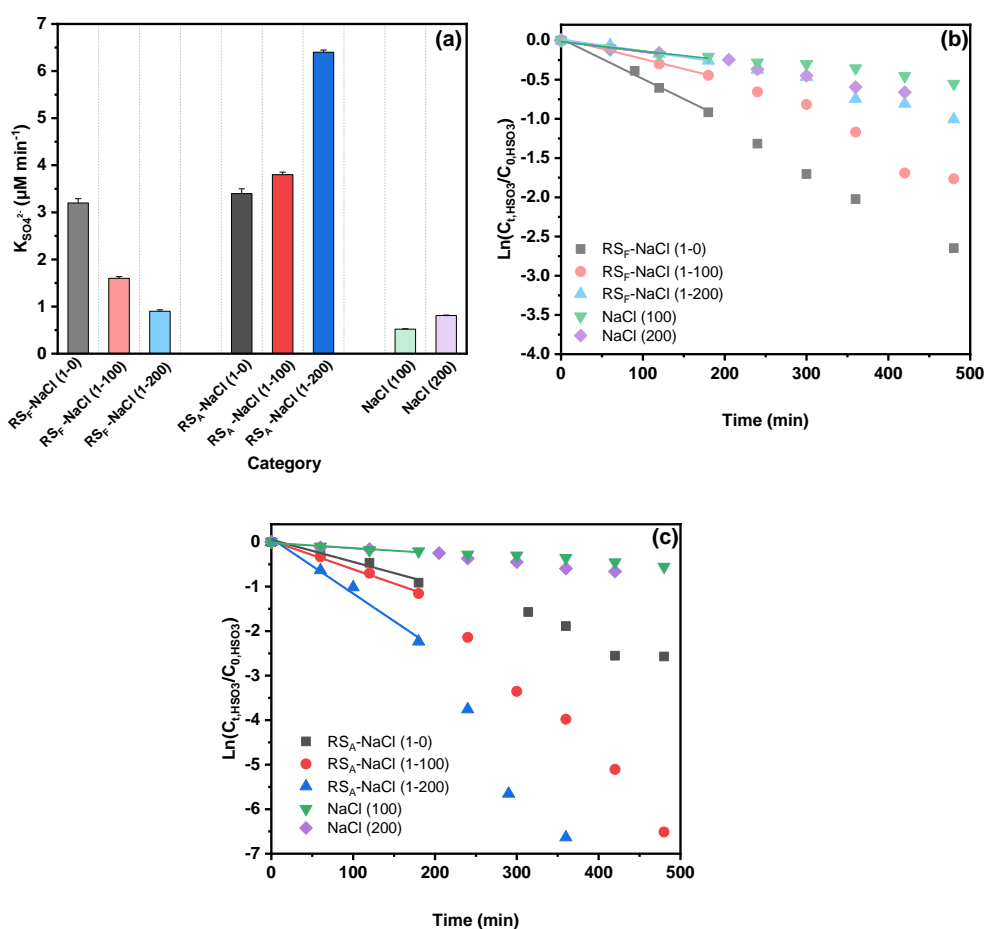 (a)
K_SO4²⁻ (µM min⁻¹)
7
6
5
4
3
2
1
0
RS_F-NaCl (1-0)
RS_F-NaCl (1-100)
RS_F-NaCl (1-200)
RS_A-NaCl (1-0)
RS_A -NaCl (1-100)
RS_A -NaCl (1-200)
NaCl (100)
NaCl (200)
Category
(b)
Ln(C_t,HSO3/C_0,HSO3)
0.0
-0.5
-1.0
-1.5
-2.0
-2.5
-3.0
-3.5
-4.0
RS_F-NaCl (1-0)
RS_F-NaCl (1-100)
RS_F-NaCl (1-200)
NaCl (100)
NaCl (200)
0 100 200 300 400 500
Time (min)
(c)
Ln(C_t,HSO3/C_0,HSO3)
0
-1
-2
-3
-4
-5
-6
-7
RS_A-NaCl (1-0)
RS_A-NaCl (1-100)
RS_A-NaCl (1-200)
NaCl (100)
NaCl (200)
0 100 200 300 400 500
Time (min)